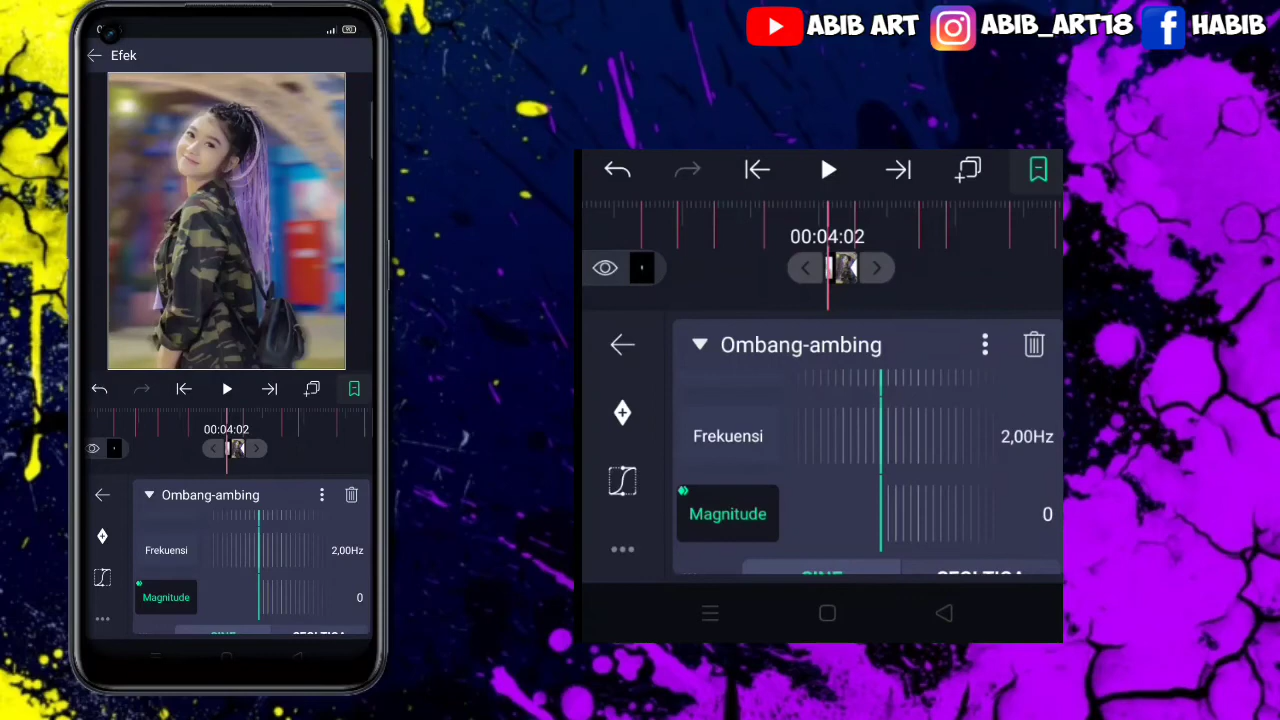 ABIB ART
ABIB_ART18
HABIB
Efek
00:04:02
Ombang-ambing
Frekuensi
2,00Hz
Magnitude
0
00:04:02
Ombang-ambing
Frekuensi
2,00Hz
Magnitude
0